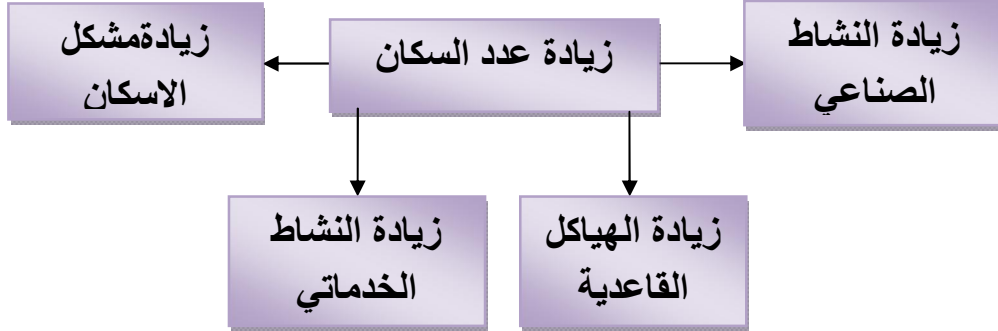 زيادة النشاط
الصناعي
زيادة عدد السكان
زيادةمشكل
الاسكان
زيادة الهياكل
القاعدية
زيادة النشاط
الخدماتي